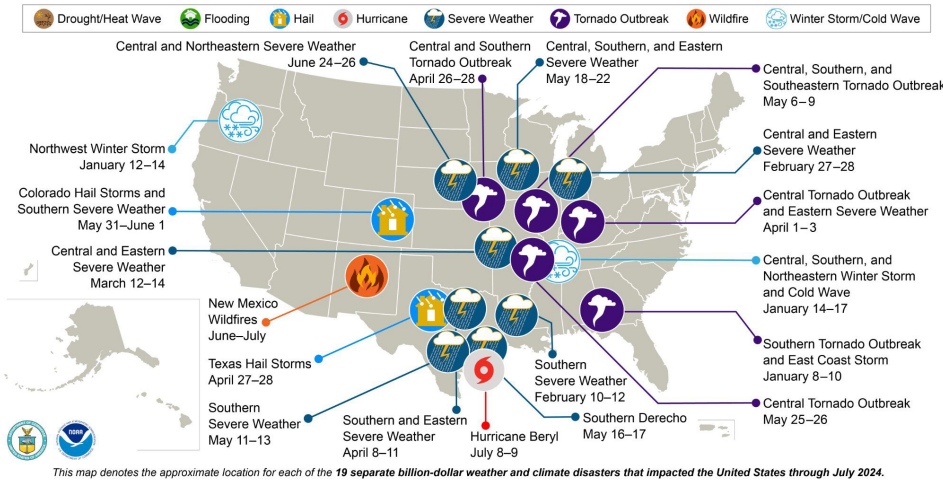 Drought/Heat Wave
Flooding
Hail
Hurricane
Severe Weather
Tornado Outbreak
Wildfire
Winter Storm/Cold Wave
Central and Northeastern Severe Weather
June 24–26
Central and Southern
Tornado Outbreak
April 26–28
Central, Southern, and Eastern
Severe Weather
May 18–22
Central, Southern, and
Southeastern Tornado Outbreak
May 6–9
Central and Eastern
Severe Weather
February 27–28
Northwest Winter Storm
January 12–14
Colorado Hail Storms and
Southern Severe Weather
May 31–June 1
Central Tornado Outbreak
and Eastern Severe Weather
April 1–3
Central and Eastern
Severe Weather
March 12–14
Central, Southern, and
Northeastern Winter Storm
and Cold Wave
January 14–17
New Mexico
Wildfires
June–July
Southern Tornado Outbreak
and East Coast Storm
January 8–10
Texas Hail Storms
April 27–28
Southern
Severe Weather
February 10–12
Central Tornado Outbreak
May 25–26
Southern
Severe Weather
May 11–13
Southern and Eastern
Severe Weather
April 8–11
Hurricane Beryl
July 8–9
Southern Derecho
May 16–17
NOAA
This map denotes the approximate location for each of the 19 separate billion-dollar weather and climate disasters that impacted the United States through July 2024.